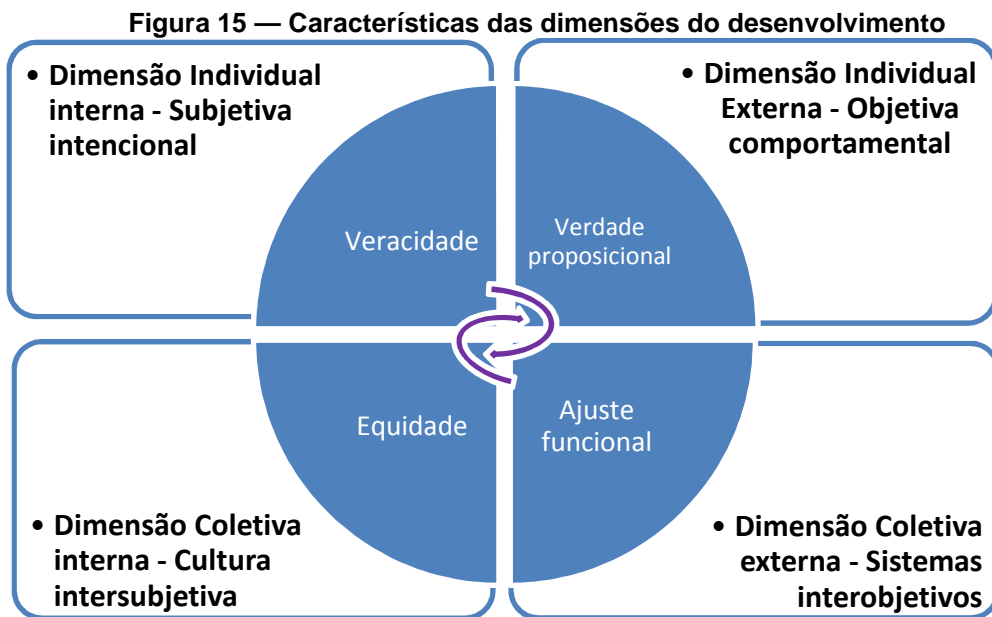 Figura 15 — Características das dimensões do desenvolvimento
• Dimensão Individual
interna - Subjetiva
intencional
• Dimensão Individual
Externa - Objetiva
comportamental
Veracidade
Verdade
proposicional
Equidade
Ajuste
funcional
• Dimensão Coletiva
interna - Cultura
intersubjetiva
• Dimensão Coletiva
externa - Sistemas
interobjetivos